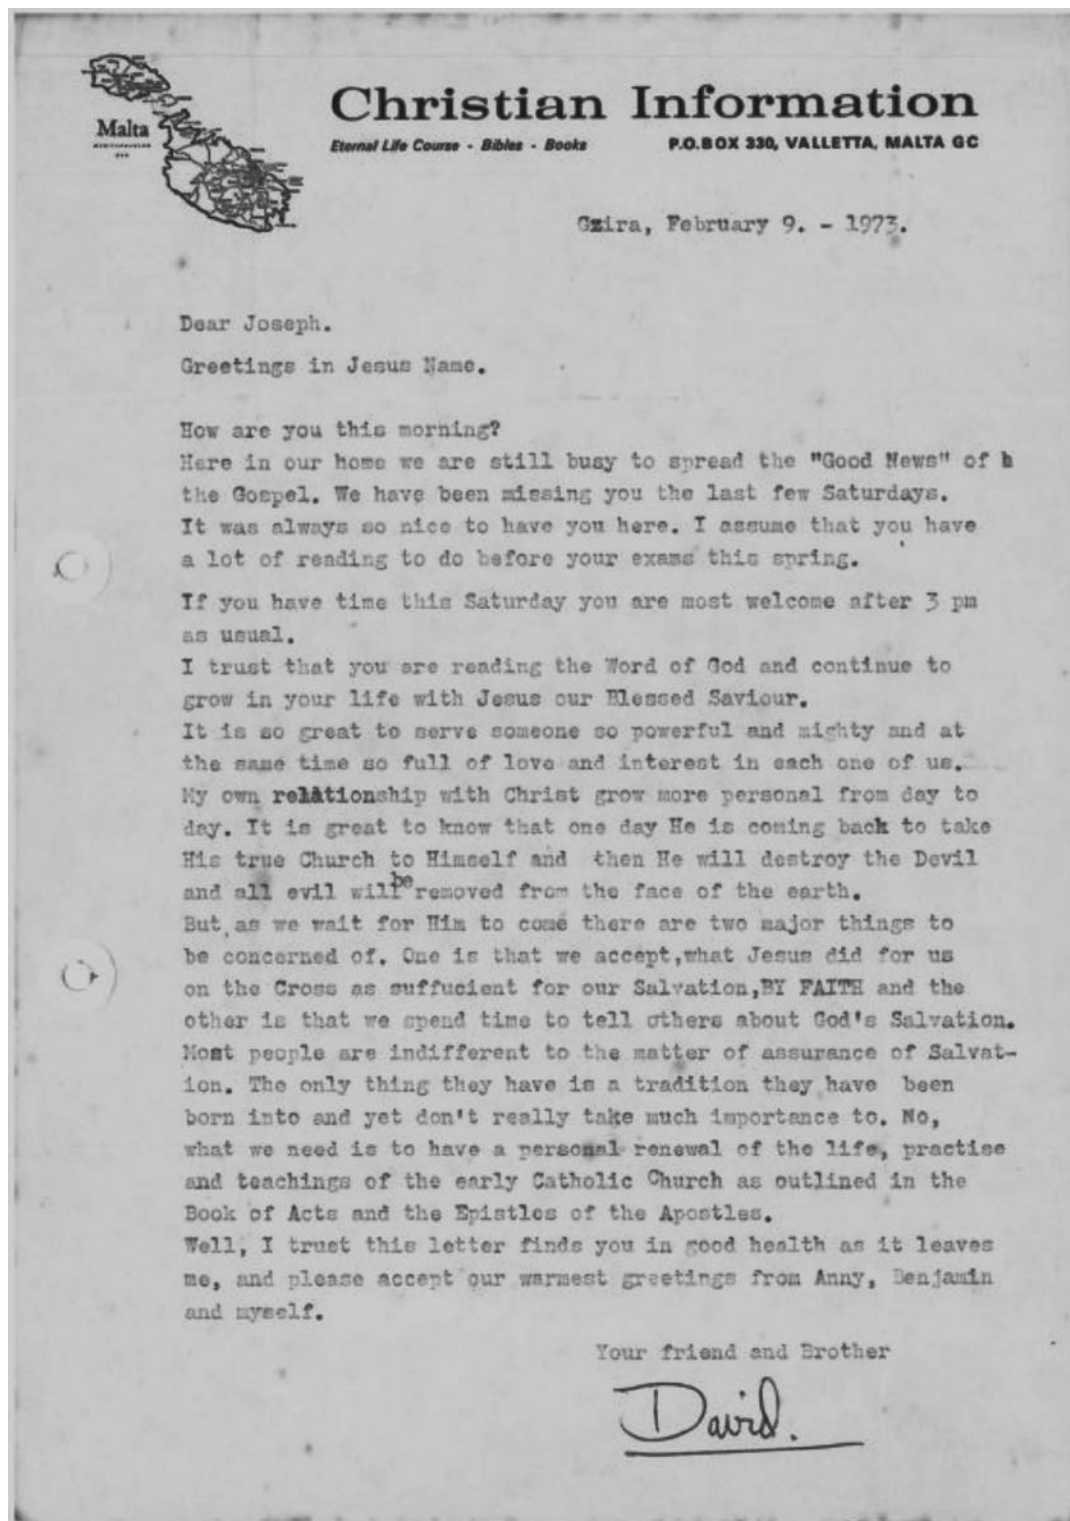 Christian Information
Malta
Eternal Life Course - Bibles - Books
P.O.BOX 330, VALLETTA, MALTA GC
Gzira, February 9. - 1973.
Dear Joseph.
Greetings in Jesus Name.
How are you this morning?
Here in our home we are still busy to spread the "Good News" of h
the Gospel. We have been missing you the last few Saturdays.
It was always so nice to have you here. I assume that you have
a lot of reading to do before your exams this spring.
If you have time this Saturday you are most welcome after 3 pm
as usual.
I trust that you are reading the Word of God and continue to
grow in your life with Jesus our Blessed Saviour.
It is so great to serve someone so powerful and mighty and at
the same time so full of love and interest in each one of us.
My own relationship with Christ grow more personal from day to
day. It is great to know that one day He is coming back to take
His true Church to Himself and then He will destroy the Devil
and all evil will be removed from the face of the earth.
But, as we wait for Him to come there are two major things to
be concerned of. One is that we accept,what Jesus did for us
on the Cross as suffucient for our Salvation,BY FAITH and the
other is that we spend time to tell others about God's Salvation.
Most people are indifferent to the matter of assurance of Salvat-
ion. The only thing they have is a tradition they have been
born into and yet don't really take much importance to. No,
what we need is to have a personal renewal of the life, practise
and teachings of the early Catholic Church as outlined in the
Book of Acts and the Epistles of the Apostles.
Well, I trust this letter finds you in good health as it leaves
me, and please accept our warmest greetings from Anny, Benjamin
and myself.
Your friend and Brother
David.